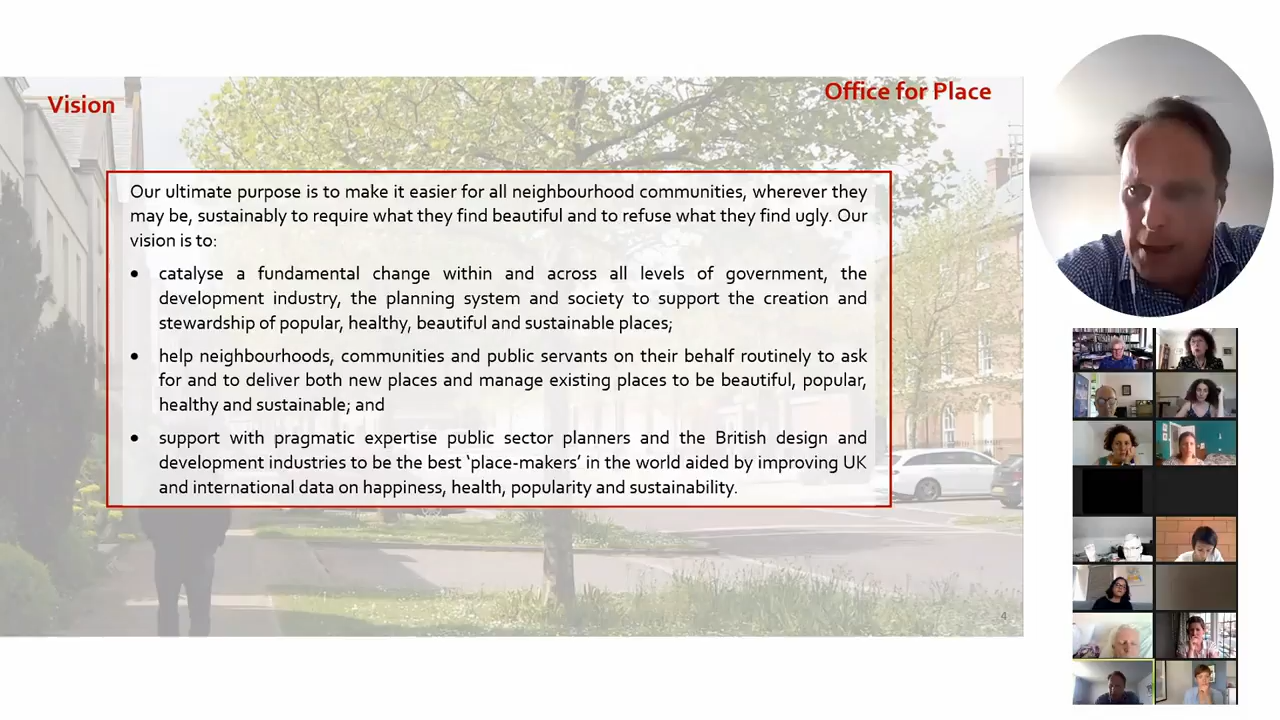 Vision
Office for Place
Our ultimate purpose is to make it easier for all neighbourhood communities, wherever they
may be, sustainably to require what they find beautiful and to refuse what they find ugly. Our
vision is to:
• catalyse a fundamental change within and across all levels of government, the
development industry, the planning system and society to support the creation and
stewardship of popular, healthy, beautiful and sustainable places;
• help neighbourhoods, communities and public servants on their behalf routinely to ask
for and to deliver both new places and manage existing places to be beautiful, popular,
healthy and sustainable; and
• support with pragmatic expertise public sector planners and the British design and
development industries to be the best ‘place-makers’ in the world aided by improving UK
and international data on happiness, health, popularity and sustainability.
4